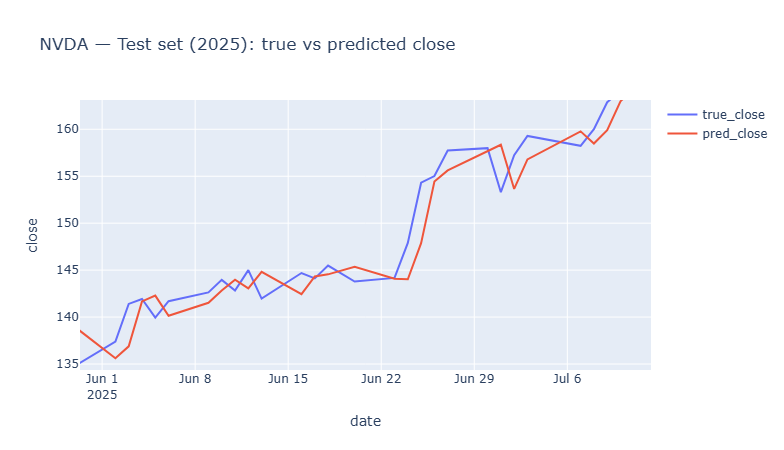 NVDA — Test set (2025): true vs predicted close
true_close
pred_close
close
160
155
150
145
140
135
Jun 1
2025
Jun 8
Jun 15
Jun 22
Jun 29
Jul 6
date